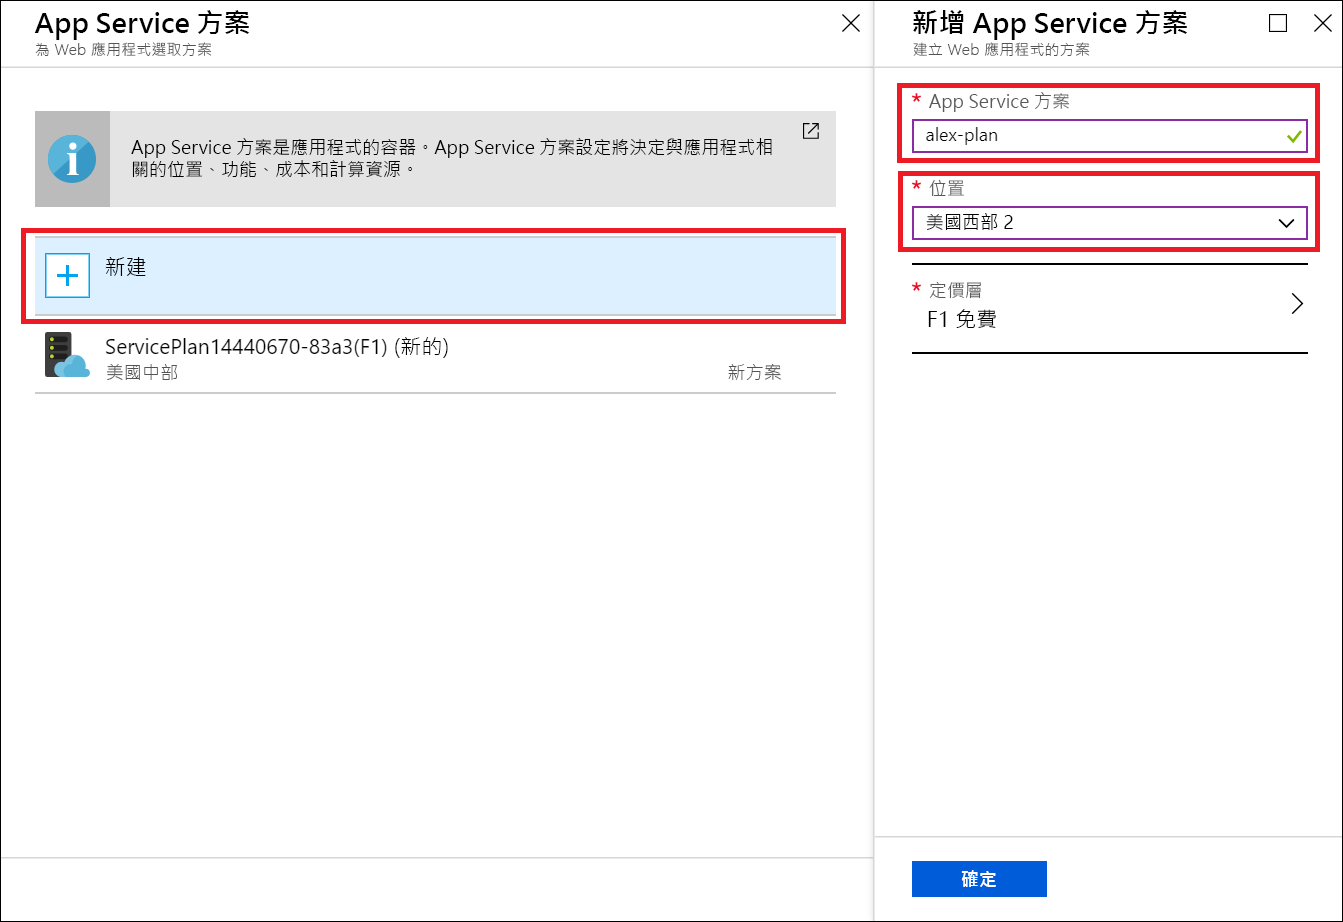 App Service 方案
為 Web 應用程式選取方案
App Service 方案是應用程式的容器。App Service 方案設定將決定與應用程式相
關的位置、功能、成本和計算資源。
新建
ServicePlan14440670-83a3(F1) (新的)
美國中部
新方案
新增 App Service 方案
建立 Web 應用程式的方案
* App Service 方案
alex-plan
* 位置
美國西部 2
* 定價層
F1 免費
確定